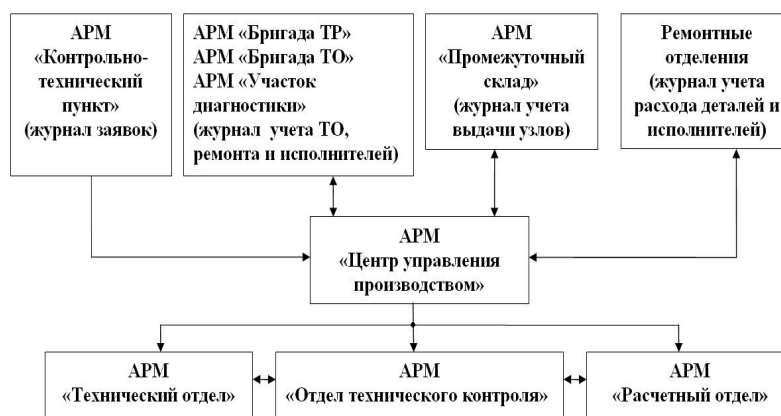 АРМ
«Контрольно-
технический
пункт»
(журнал заявок)
АРМ «Бригада ТР»
АРМ «Бригада ТО»
АРМ «Участок
диагностики»
(журнал учета ТО,
ремонта и исполнителей)
АРМ
«Промежуточный
склад»
(журнал учета
выдачи узлов)
Ремонтные
отделения
(журнал учета
расхода деталей и
исполнителей)
АРМ
«Центр управления
производством»
АРМ
«Технический отдел»
АРМ
«Отдел технического контроля»
АРМ
«Расчетный отдел»